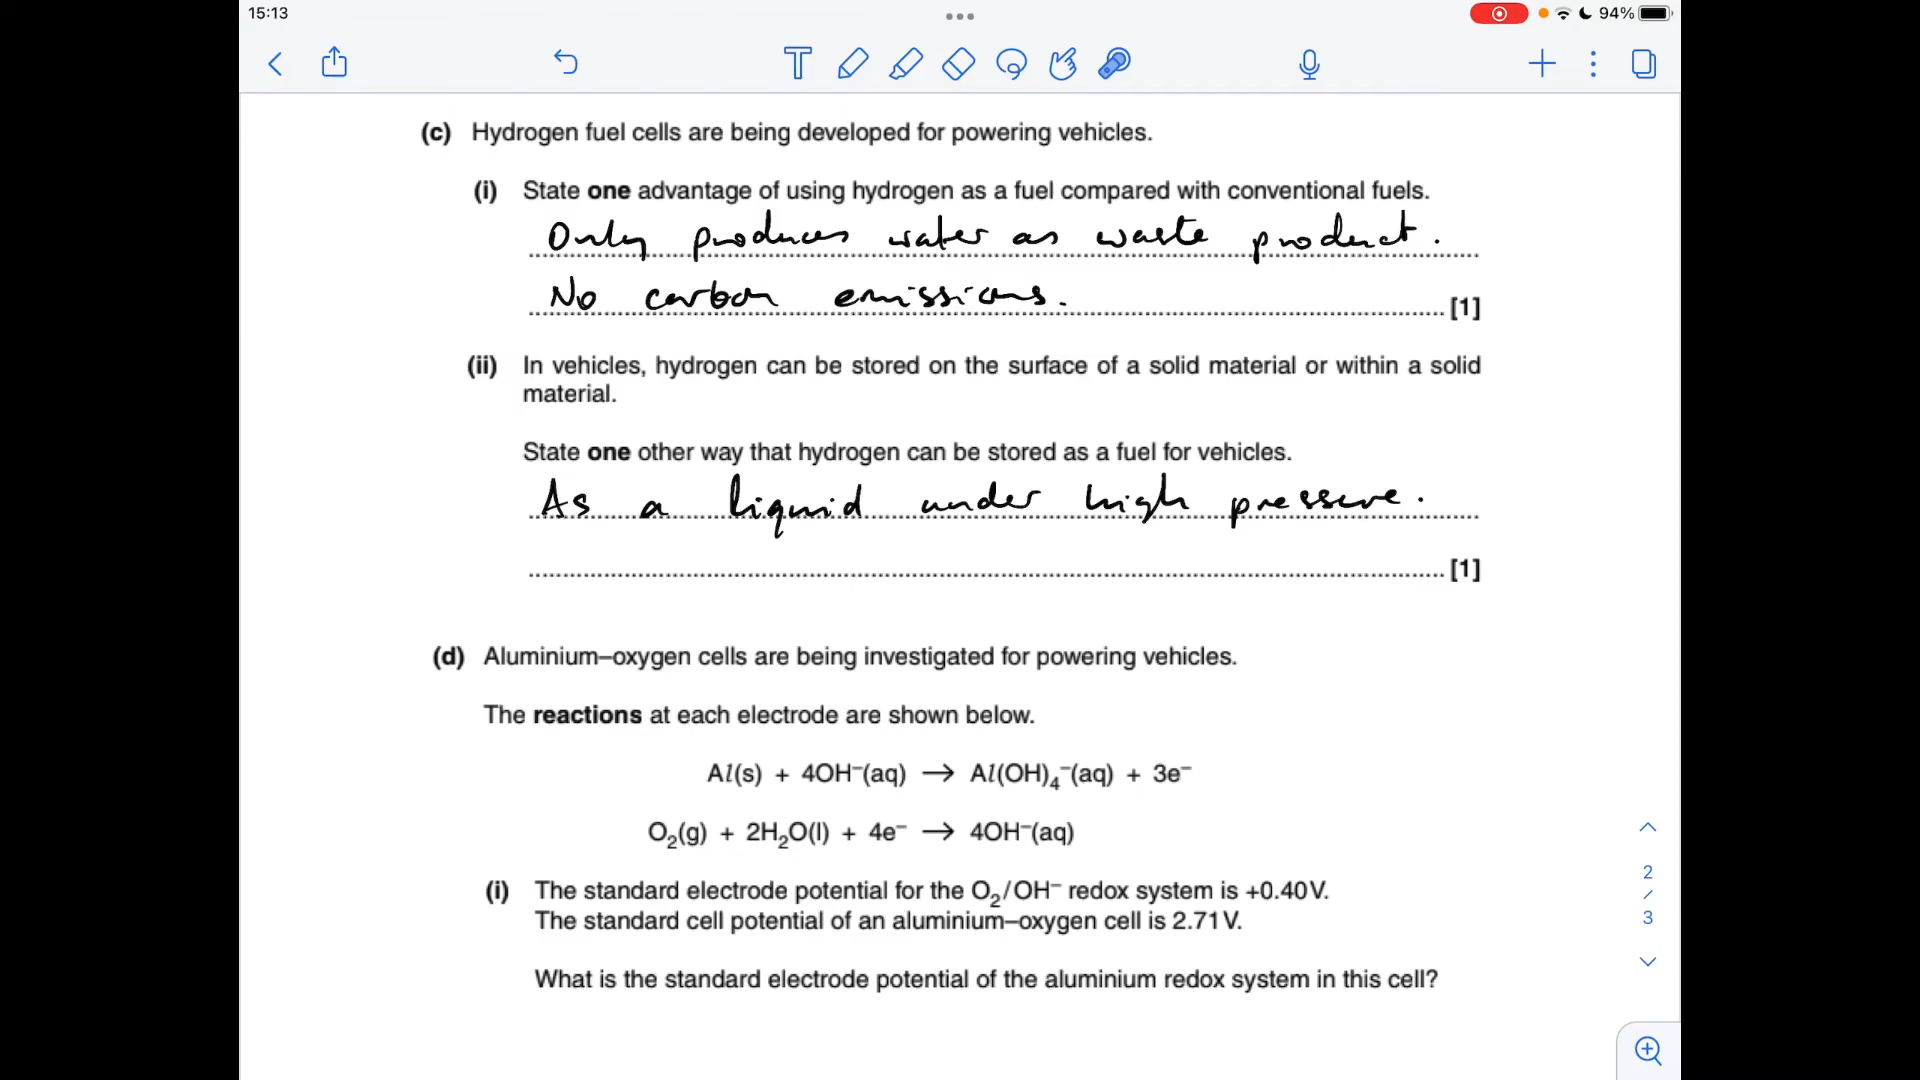 15:13
94%
(c) Hydrogen fuel cells are being developed for powering vehicles.
(i) State one advantage of using hydrogen as a fuel compared with conventional fuels.
Only produces water as waste product.
No carbon emissions.
[1]
(ii) In vehicles, hydrogen can be stored on the surface of a solid material or within a solid
material.
State one other way that hydrogen can be stored as a fuel for vehicles.
As a liquid under high pressure.
[1]
(d) Aluminium–oxygen cells are being investigated for powering vehicles.
The reactions at each electrode are shown below.
Al(s) + 4OH⁻(aq) → Al(OH)₄⁻(aq) + 3e⁻
O₂(g) + 2H₂O(l) + 4e⁻ → 4OH⁻(aq)
(i) The standard electrode potential for the O₂/OH⁻ redox system is +0.40V.
The standard cell potential of an aluminium–oxygen cell is 2.71V.
What is the standard electrode potential of the aluminium redox system in this cell?
2
/
3